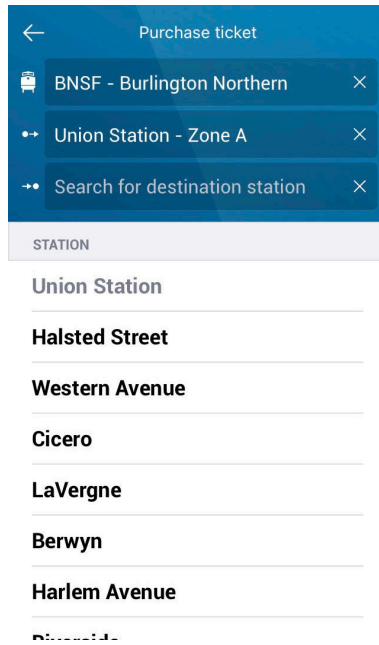 Purchase ticket
BNSF - Burlington Northern
Union Station - Zone A
Search for destination station
STATION
Union Station
Halsted Street
Western Avenue
Cicero
LaVergne
Berwyn
Harlem Avenue